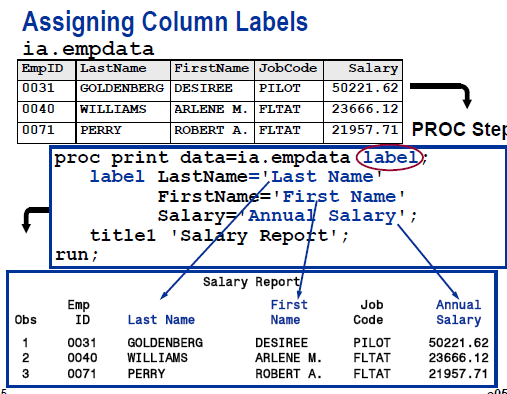 Assigning Column Labels
ia.empdata
EmpID LastName FirstName JobCode Salary
0031 GOLDENBERG DESIREE PILOT 50221.62
0040 WILLIAMS ARLENE M. FLTAT 23666.12
0071 PERRY ROBERT A. FLTAT 21957.71
PROC Step
proc print data=ia.empdata label;
label LastName='Last Name'
FirstName='First Name'
Salary='Annual Salary';
title1 'Salary Report';
run;
Salary Report
Emp First Job Annual
Obs ID Last Name Name Code Salary
1 0031 GOLDENBERG DESIREE PILOT 50221.62
2 0040 WILLIAMS ARLENE M. FLTAT 23666.12
3 0071 PERRY ROBERT A. FLTAT 21957.71